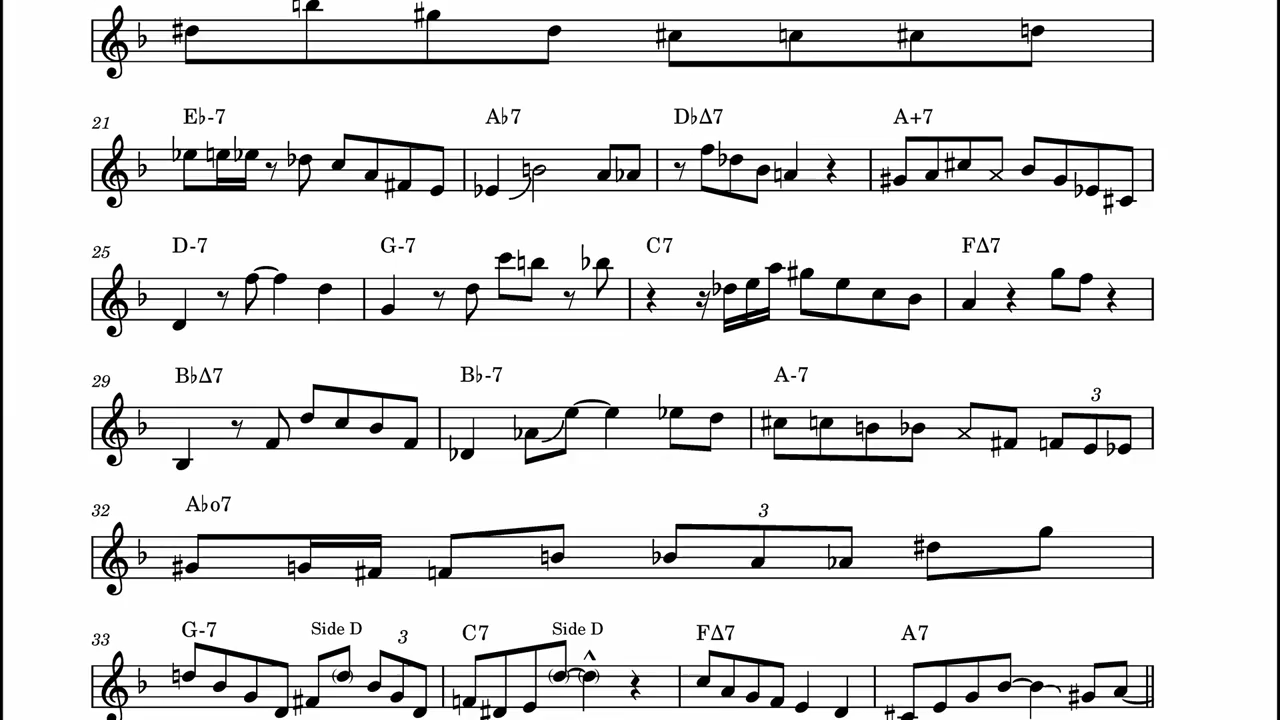 21 E♭-7 A♭7 D♭Δ7 A+7
25 D-7 G-7 C7 FΔ7
29 B♭Δ7 B♭-7 A-7 3
32 A♭o7 3
33 G-7 Side D 3 C7 Side D FΔ7 A7